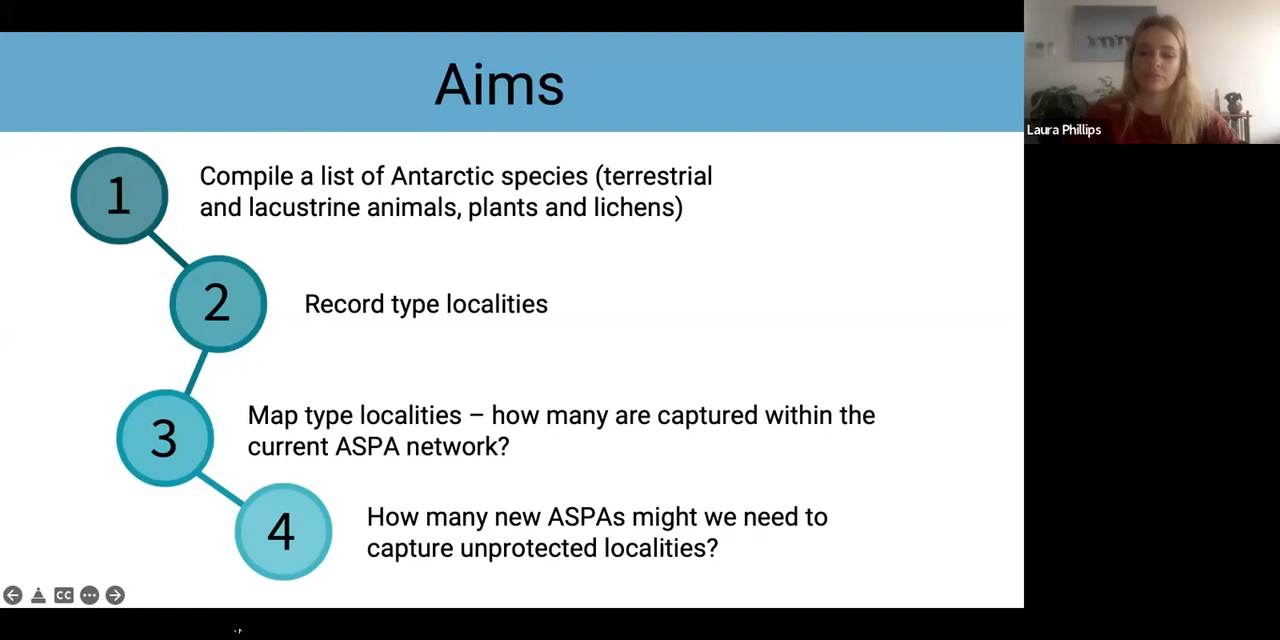 Aims
1
Compile a list of Antarctic species (terrestrial
and lacustrine animals, plants and lichens)
2
Record type localities
3
Map type localities – how many are captured within the
current ASPA network?
4
How many new ASPAs might we need to
capture unprotected localities?
CC
Laura Phillips